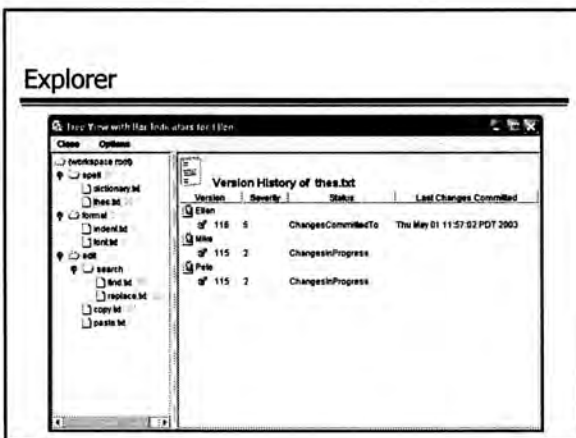 Explorer
Tree View with Bar Indicators for Ellen
Close Options
(workspace root)
spell
dictionary.txt
thes.txt
format
indent.txt
font.txt
edit
search
find.txt
replace.txt
copy.txt
paste.txt
Version History of thes.txt
Version Severity Status Last Changes Committed
Ellen
116 5 ChangesCommittedTo Thu May 01 11:57:02 PDT 2003
Mike
115 2 ChangesInProgress
Pete
115 2 ChangesInProgress